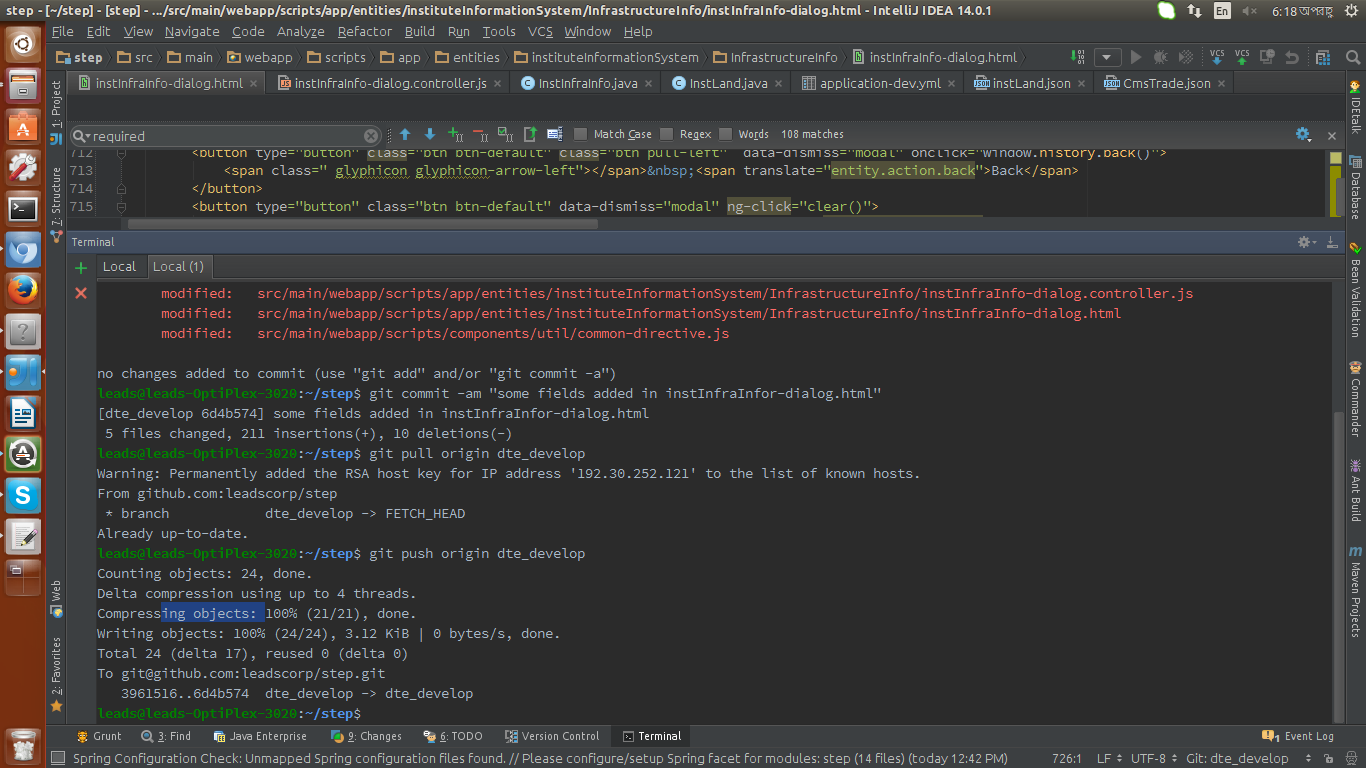 step - [~/step] - [step] - .../src/main/webapp/scripts/app/entities/instituteInformationSystem/InfrastructureInfo/instInfraInfo-dialog.html - IntelliJ IDEA 14.0.1
En
6:18 অপরাহ্ণ
File Edit View Navigate Code Analyze Refactor Build Run Tools VCS Window Help
step src main webapp scripts app entities instituteInformationSystem InfrastructureInfo instInfraInfo-dialog.html
VCS VCS
instInfraInfo-dialog.html instInfraInfo-dialog.controller.js InstInfraInfo.java InstLand.java application-dev.yml instLand.json CmsTrade.json
required Match Case Regex Words 108 matches
712 <button type="button" class="btn btn-default" class="btn pull-left" data-dismiss="modal" onclick="window.history.back()">
713 <span class=" glyphicon glyphicon-arrow-left"></span>&nbsp;<span translate="entity.action.back">Back</span>
714 </button>
715 <button type="button" class="btn btn-default" data-dismiss="modal" ng-click="clear()">
Terminal
Local Local (1)
modified: src/main/webapp/scripts/app/entities/instituteInformationSystem/InfrastructureInfo/instInfraInfo-dialog.controller.js
modified: src/main/webapp/scripts/app/entities/instituteInformationSystem/InfrastructureInfo/instInfraInfo-dialog.html
modified: src/main/webapp/scripts/components/util/common-directive.js
no changes added to commit (use "git add" and/or "git commit -a")
leads@leads-OptiPlex-3020:~/step$ git commit -am "some fields added in instInfraInfor-dialog.html"
[dte_develop 6d4b574] some fields added in instInfraInfor-dialog.html
5 files changed, 211 insertions(+), 10 deletions(-)
leads@leads-OptiPlex-3020:~/step$ git pull origin dte_develop
Warning: Permanently added the RSA host key for IP address '192.30.252.121' to the list of known hosts.
From github.com:leadscorp/step
* branch dte_develop -> FETCH_HEAD
Already up-to-date.
leads@leads-OptiPlex-3020:~/step$ git push origin dte_develop
Counting objects: 24, done.
Delta compression using up to 4 threads.
Compressing objects: 100% (21/21), done.
Writing objects: 100% (24/24), 3.12 KiB | 0 bytes/s, done.
Total 24 (delta 17), reused 0 (delta 0)
To git@github.com:leadscorp/step.git
3961516..6d4b574 dte_develop -> dte_develop
leads@leads-OptiPlex-3020:~/step$
1: Project
7: Structure
Web
2: Favorites
IDEtalk
Database
Bean Validation
Commander
Ant Build
m Maven Projects
Grunt 3: Find Java Enterprise 9: Changes 6: TODO Version Control Terminal 1 Event Log
Spring Configuration Check: Unmapped Spring configuration files found. // Please configure/setup Spring facet for modules: step (14 files) (today 12:42 PM) 726:1 LF UTF-8 Git: dte_develop